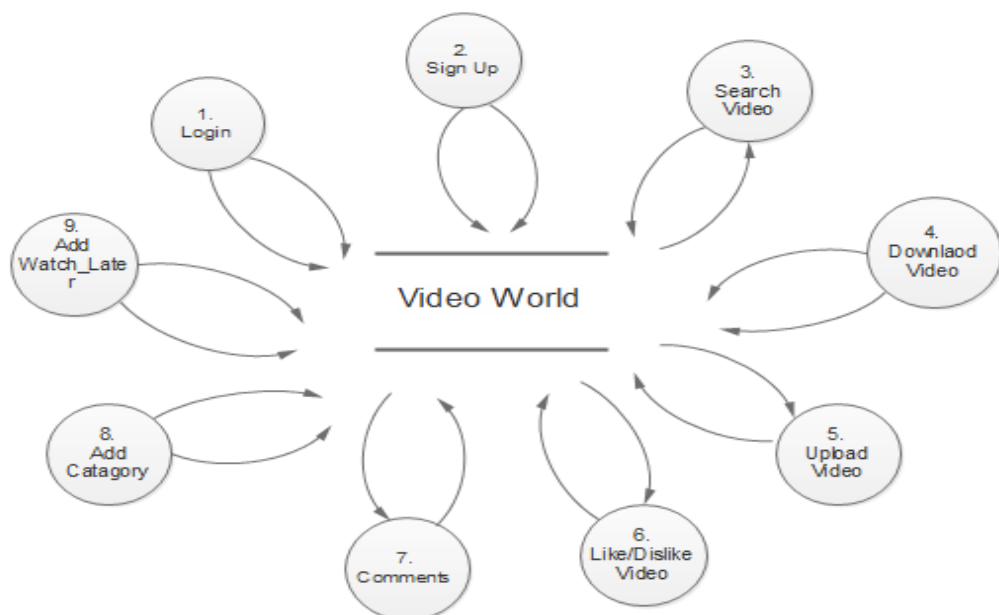 1.
Login
2.
Sign Up
3.
Search
Video
4.
Downlaod
Video
5.
Upload
Video
6.
Like/Dislike
Video
7.
Comments
8.
Add
Catagory
9.
Add
Watch_Late
r
Video World